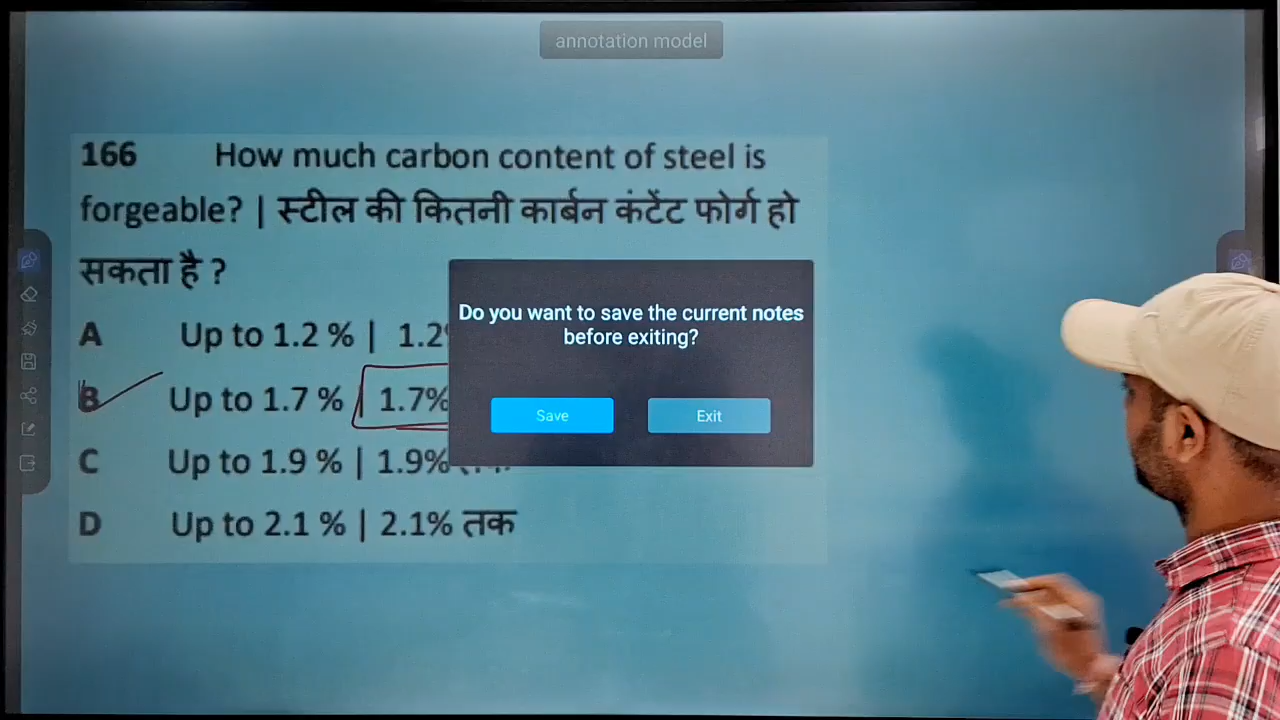 annotation model
166 How much carbon content of steel is
forgeable? | स्टील की कितनी कार्बन कंटेंट फोर्ग हो
सकता है ?
A Up to 1.2 % | 1.2%
B Up to 1.7 % | 1.7%
C Up to 1.9 % | 1.9%
D Up to 2.1 % | 2.1% तक
Do you want to save the current notes
before exiting?
Save Exit